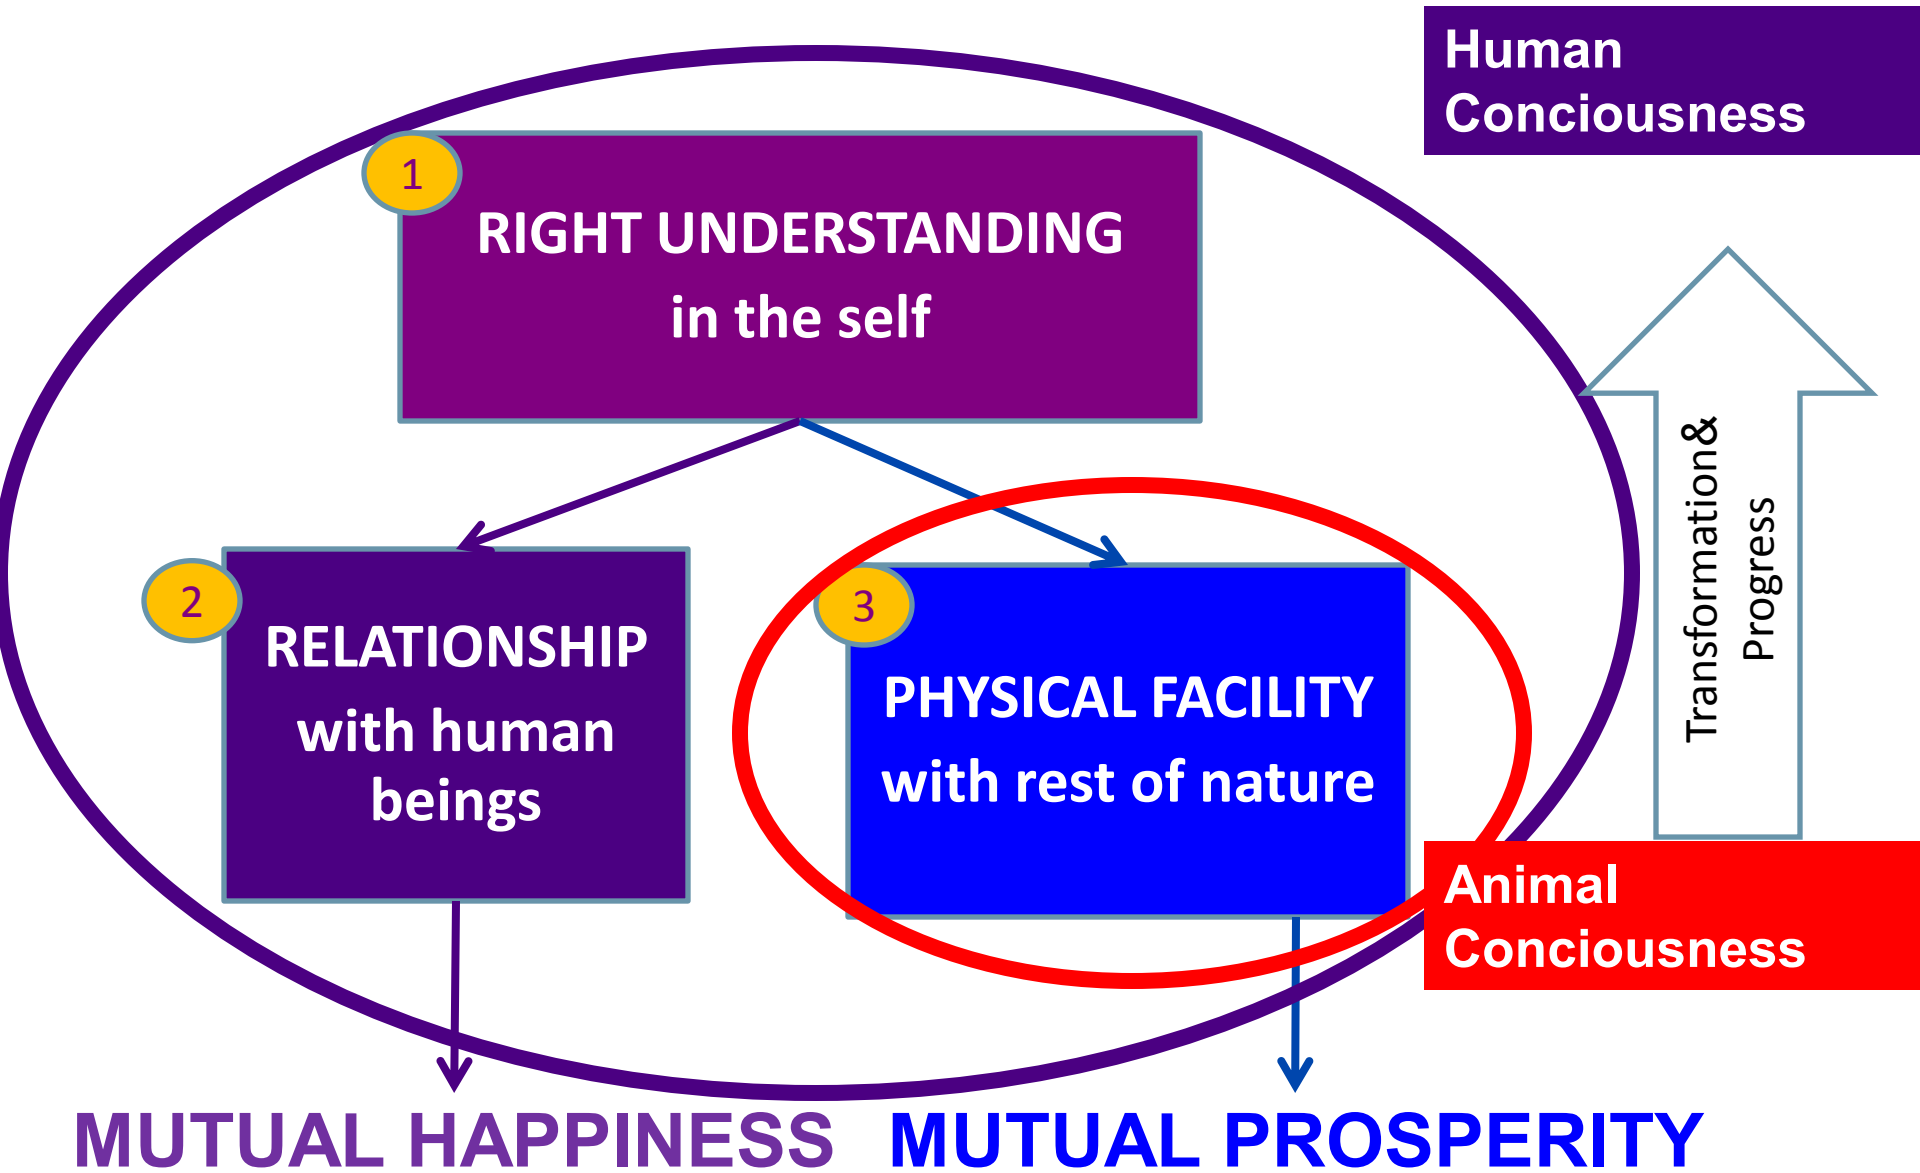 Human
Conciousness
1
RIGHT UNDERSTANDING
in the self
Transformation&
Progress
2
RELATIONSHIP
with human
beings
3
PHYSICAL FACILITY
with rest of nature
Animal
Conciousness
MUTUAL HAPPINESS
MUTUAL PROSPERITY